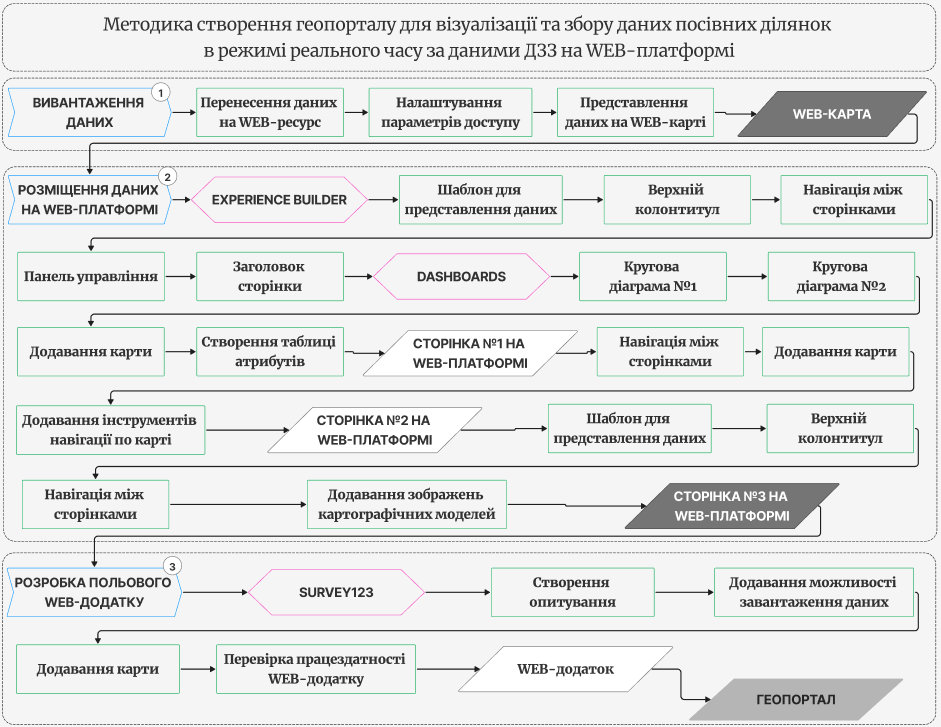 Методика створення геопорталу для візуалізації та збору даних посівних ділянок
в режимі реального часу за даними ДЗЗ на WEB-платформі
1
ВИВАНТАЖЕННЯ
ДАНИХ
Перенесення даних
на WEB-ресурс
Налаштування
параметрів доступу
Представлення
даних на WEB-карті
WEB-КАРТА
2
РОЗМІЩЕННЯ ДАНИХ
НА WEB-ПЛАТФОРМІ
EXPERIENCE BUILDER
Шаблон для
представлення даних
Верхній
колонтитул
Навігація між
сторінками
Панель управління
Заголовок
сторінки
DASHBOARDS
Кругова
діаграма №1
Кругова
діаграма №2
Додавання карти
Створення таблиці
атрибутів
СТОРІНКА №1 НА
WEB-ПЛАТФОРМІ
Навігація між
сторінками
Додавання карти
Додавання інструментів
навігації по карті
СТОРІНКА №2 НА
WEB-ПЛАТФОРМІ
Шаблон для
представлення даних
Верхній
колонтитул
Навігація між
сторінками
Додавання зображень
картографічних моделей
СТОРІНКА №3 НА
WEB-ПЛАТФОРМІ
3
РОЗРОБКА ПОЛЬОВОГО
WEB-ДОДАТКУ
SURVEY123
Створення
опитування
Додавання можливості
завантаження даних
Додавання карти
Перевірка працездатності
WEB-додатку
WEB-додаток
ГЕОПОРТАЛ